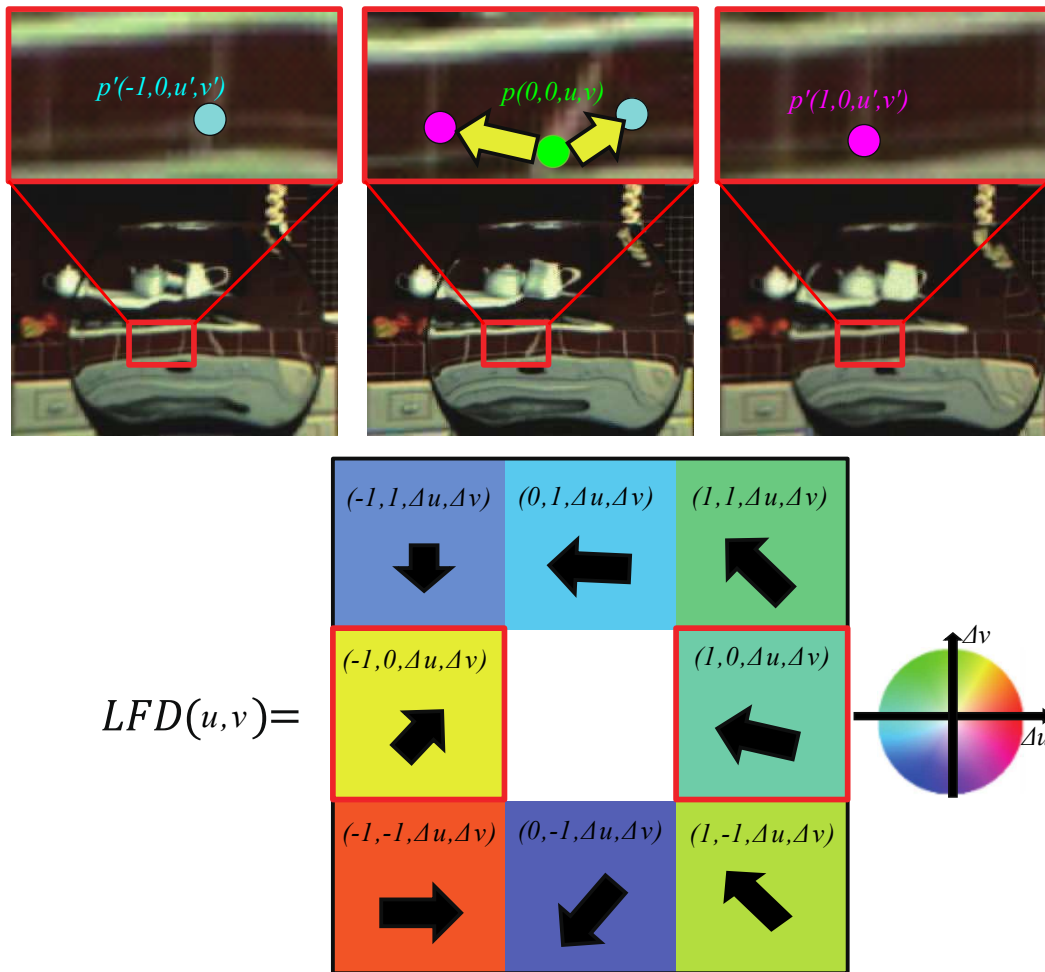 p'(-1,0,u',v')
p(0,0,u,v)
p'(1,0,u',v')
(-1,1,Δu,Δv)
(0,1,Δu,Δv)
(1,1,Δu,Δv)
(-1,0,Δu,Δv)
(1,0,Δu,Δv)
Δv
LFD(u,v)=
Δu
(-1,-1,Δu,Δv)
(0,-1,Δu,Δv)
(1,-1,Δu,Δv)